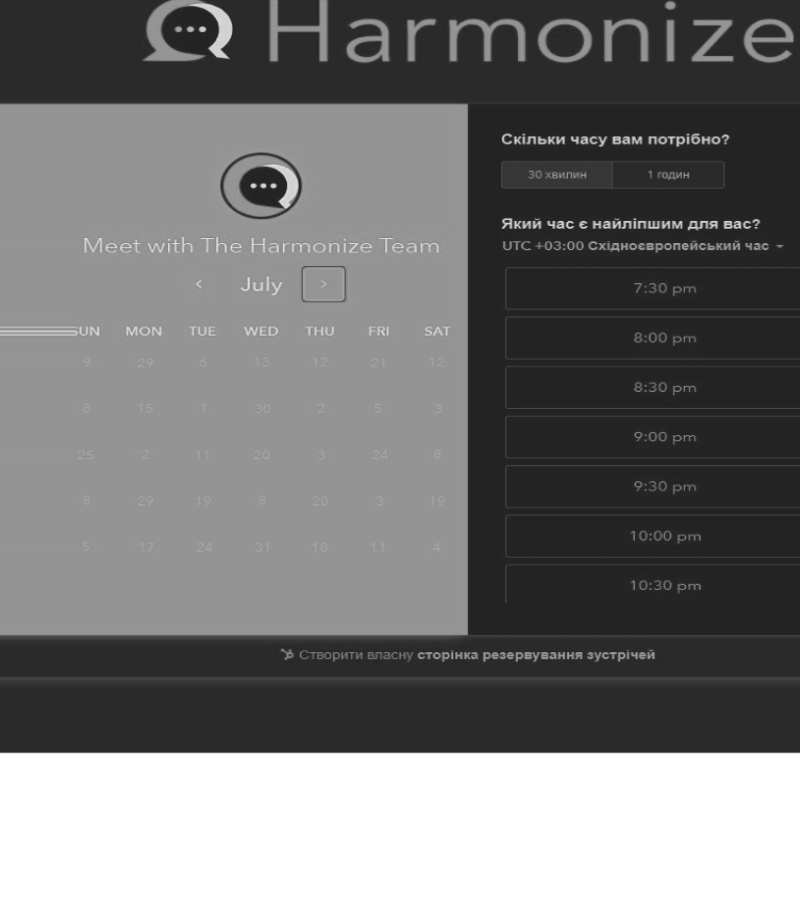 Harmonize
Meet with The Harmonize Team
‹ July ›
SUN MON TUE WED THU FRI SAT
9 29 6 13 12 21 12
8 15 1 30 2 5 3
25 2 11 20 3 24 8
8 29 19 8 20 3 19
5 17 24 31 18 11 4
Скільки часу вам потрібно?
30 хвилин 1 годин
Який час є найліпшим для вас?
UTC +03:00 Східноєвропейський час
7:30 pm
8:00 pm
8:30 pm
9:00 pm
9:30 pm
10:00 pm
10:30 pm
Створити власну сторінка резервування зустрічей